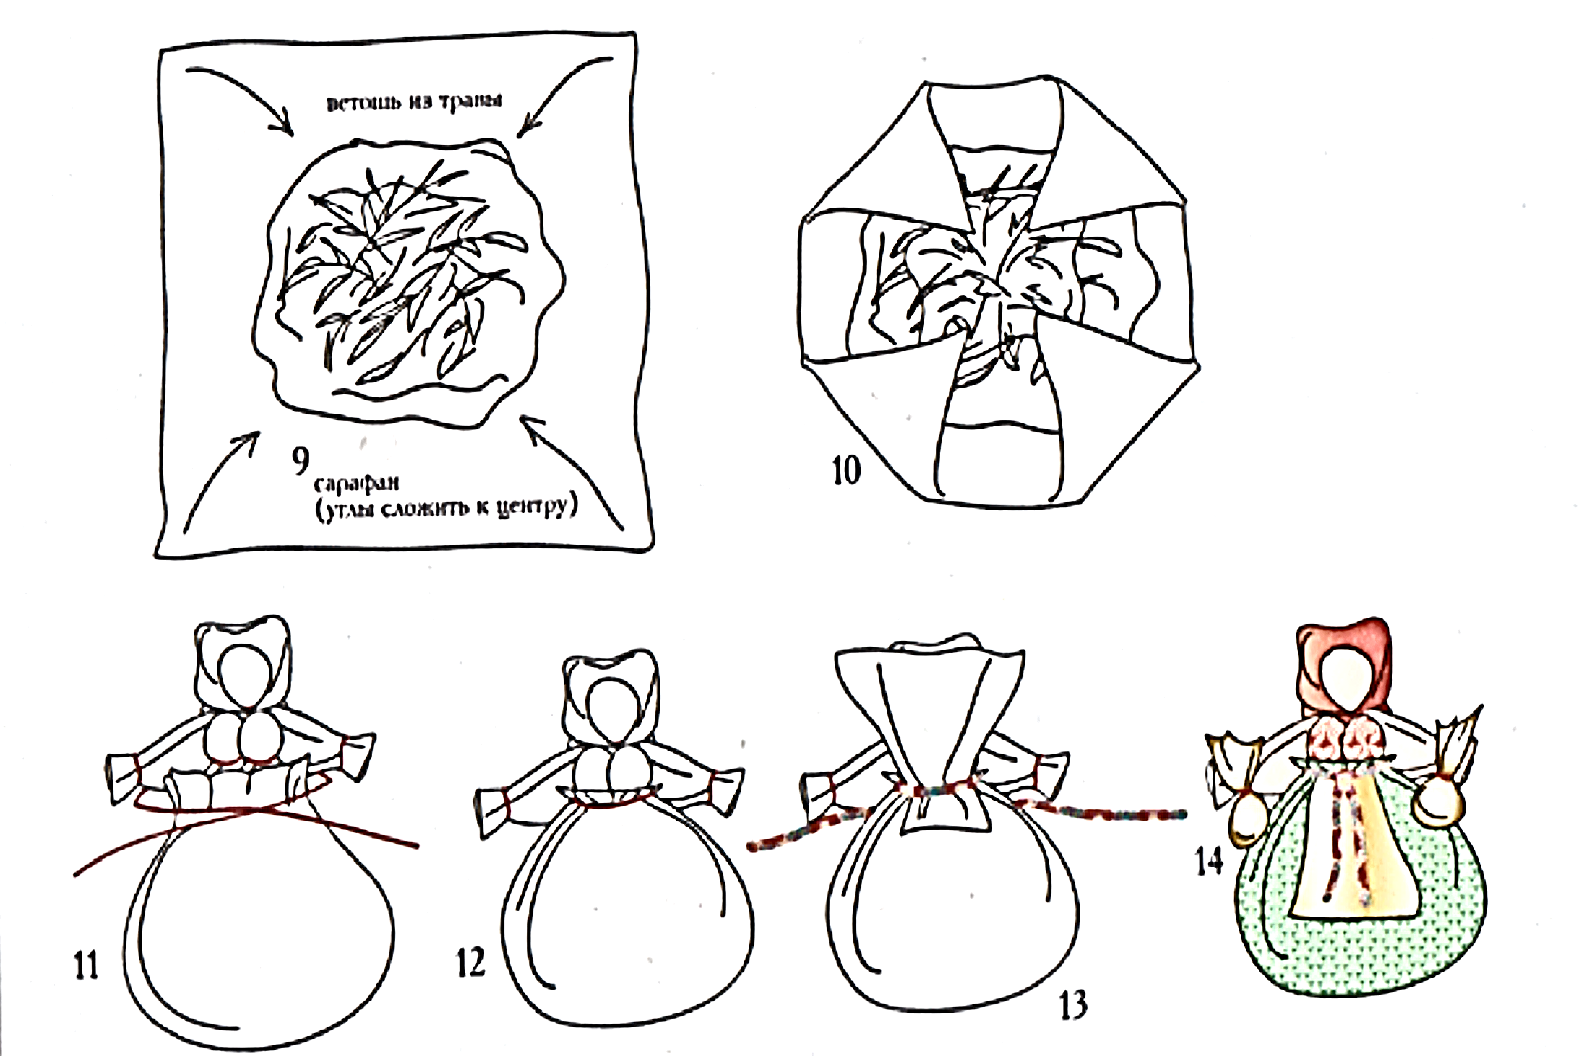 ветошь из травы
9
сарафан
(углы сложить к центру)
10
11
12
13
14